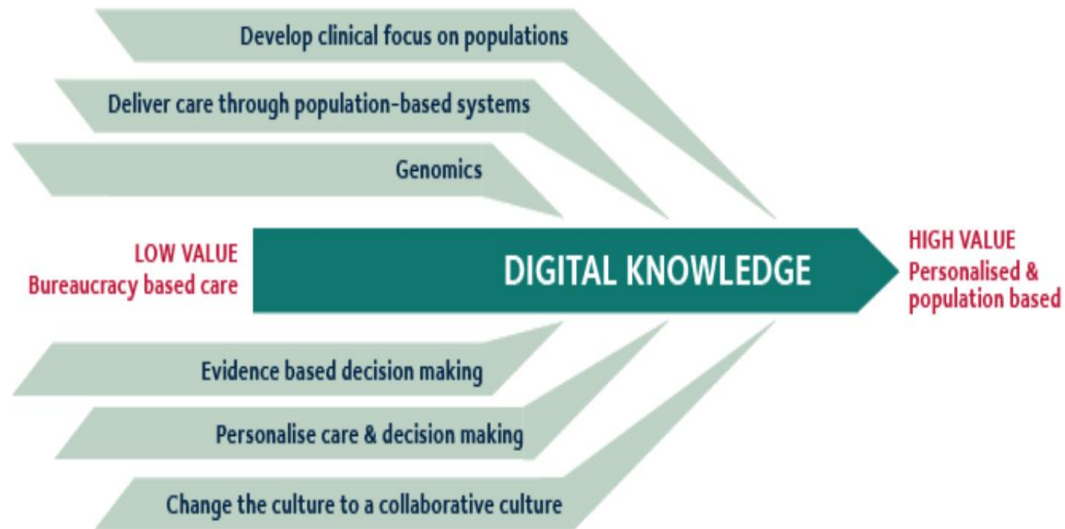 Develop clinical focus on populations
Deliver care through population-based systems
Genomics
LOW VALUE
Bureaucracy based care
DIGITAL KNOWLEDGE
HIGH VALUE
Personalised &
population based
Evidence based decision making
Personalise care & decision making
Change the culture to a collaborative culture